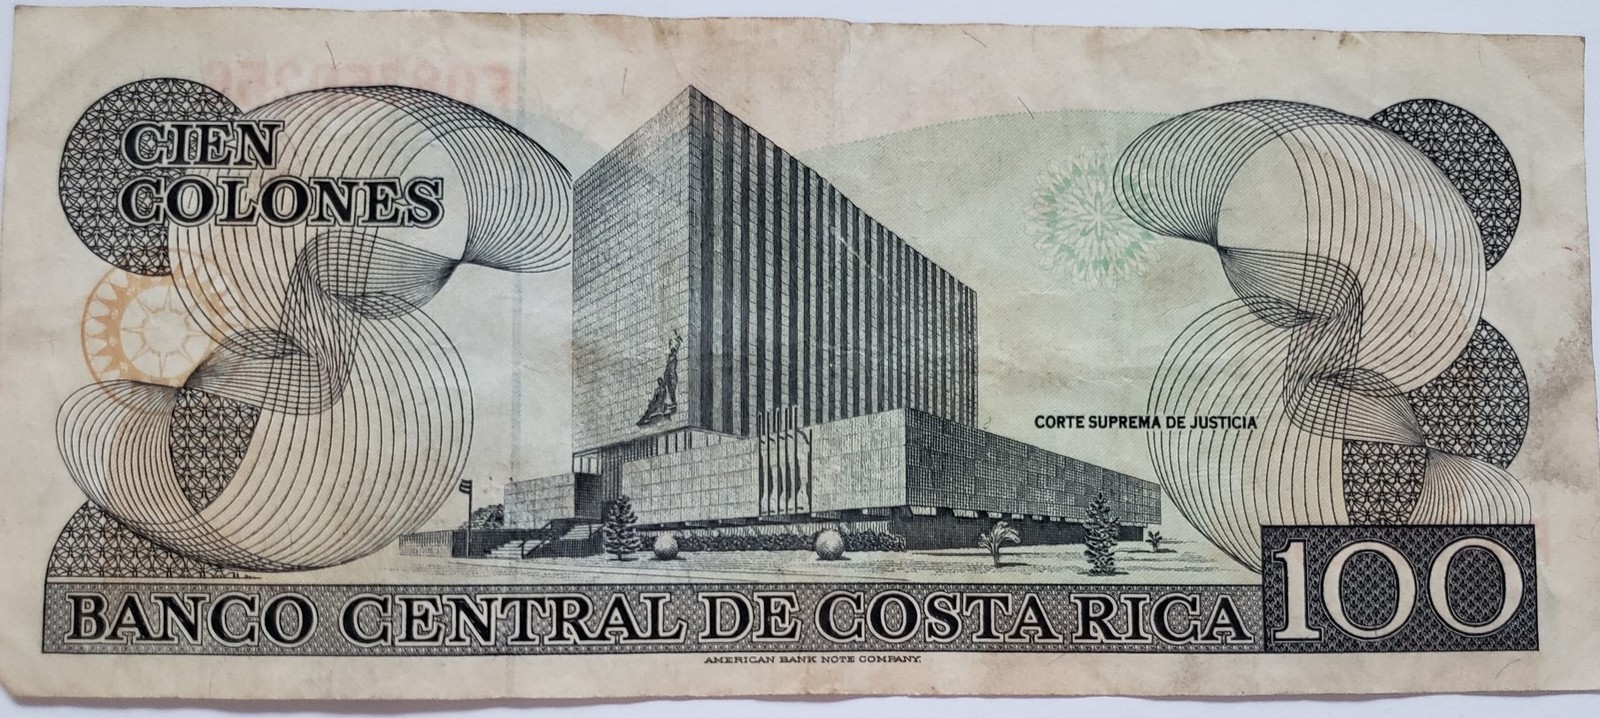 CIEN
COLONES
CORTE SUPREMA DE JUSTICIA
BANCO CENTRAL DE COSTA RICA
100
AMERICAN BANK NOTE COMPANY.